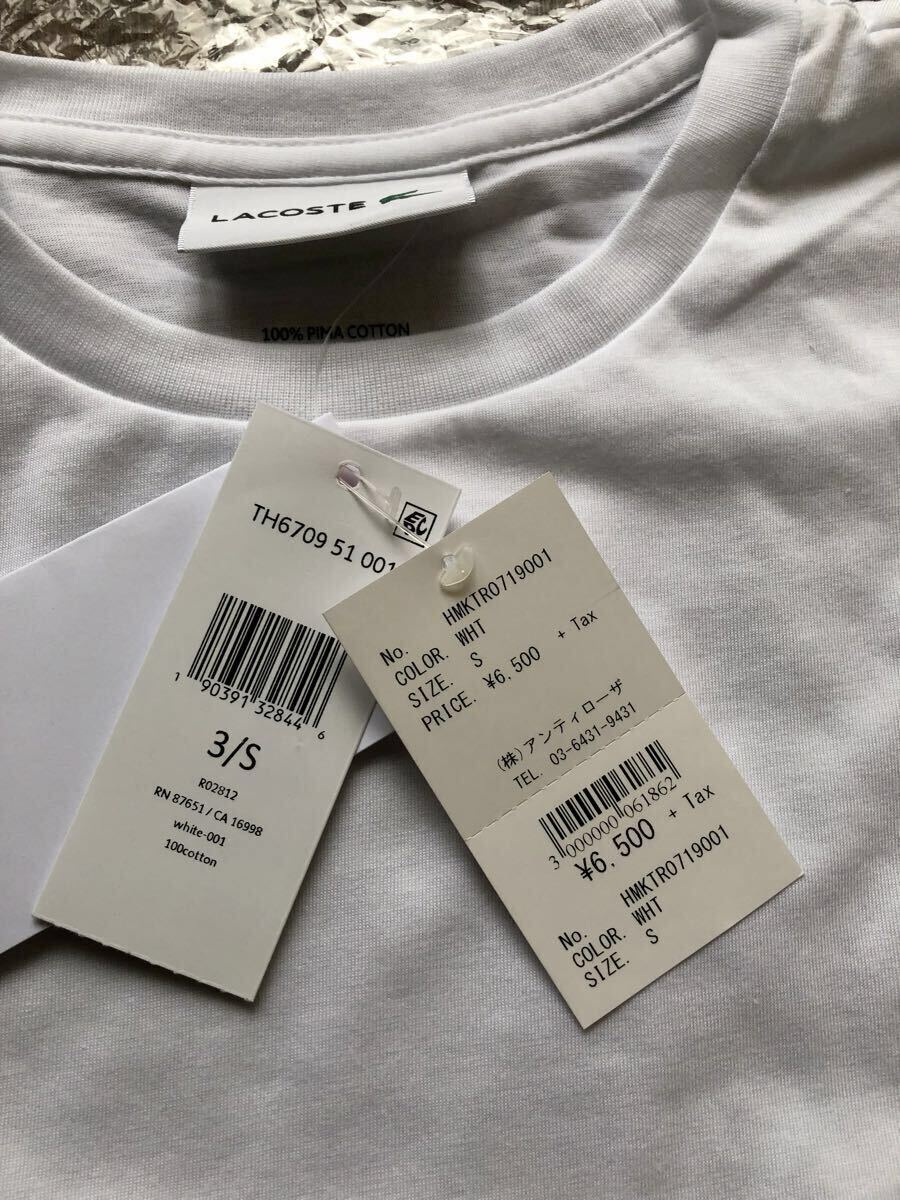 LACOSTE
100% PIMA COTTON
TH6709 51 001
1 90391 32844 6
3/S
R02812
RN 87651 / CA 16998
white-001
100cotton
No. HMKTR0719001
COLOR. WHT
SIZE. S
PRICE. ¥6,500 + Tax
(株)アンティローザ
TEL. 03-6431-9431
3 000000 061862
¥6,500 + Tax
No. HMKTR0719001
COLOR. WHT
SIZE. S